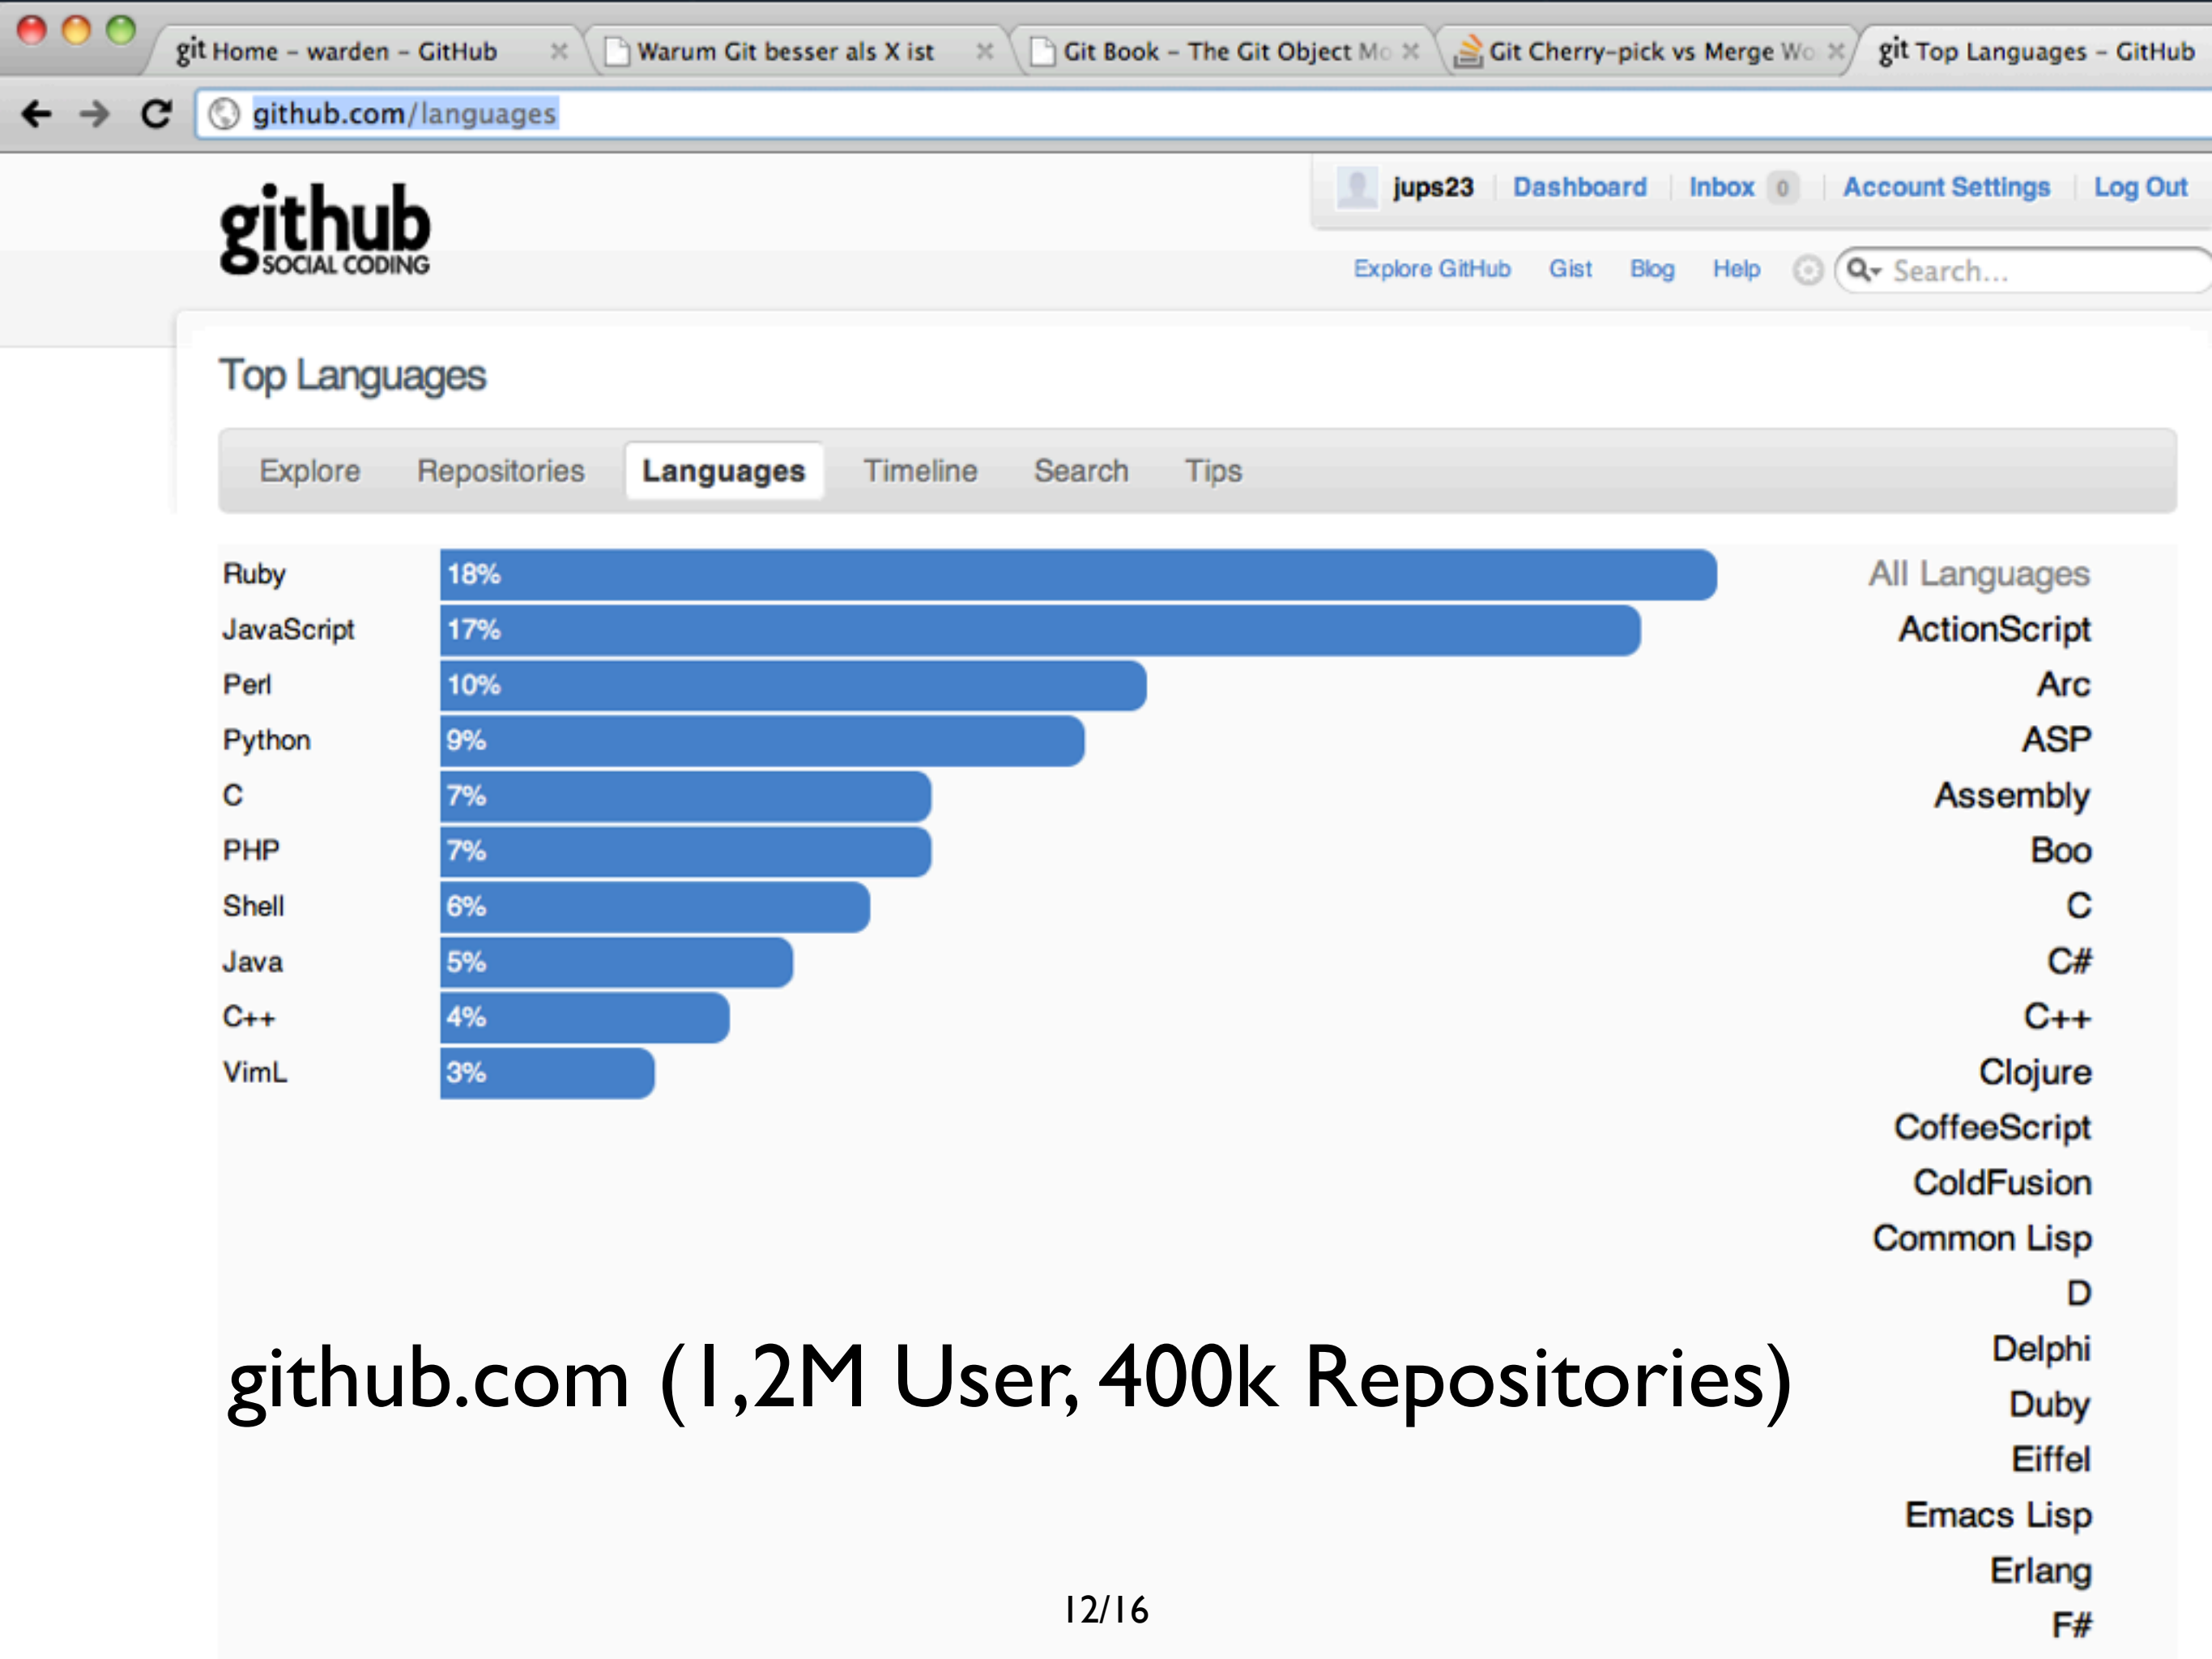 git Home – warden – GitHub
Warum Git besser als X ist
Git Book – The Git Object Mo
Git Cherry-pick vs Merge Wo
git Top Languages – GitHub
github.com/languages
github
SOCIAL CODING
jups23 Dashboard Inbox 0 Account Settings Log Out
Explore GitHub Gist Blog Help Search...
Top Languages
Explore Repositories Languages Timeline Search Tips
Ruby 18%
JavaScript 17%
Perl 10%
Python 9%
C 7%
PHP 7%
Shell 6%
Java 5%
C++ 4%
VimL 3%
All Languages
ActionScript
Arc
ASP
Assembly
Boo
C
C#
C++
Clojure
CoffeeScript
ColdFusion
Common Lisp
D
Delphi
Duby
Eiffel
Emacs Lisp
Erlang
F#
github.com (1,2M User, 400k Repositories)
12/16